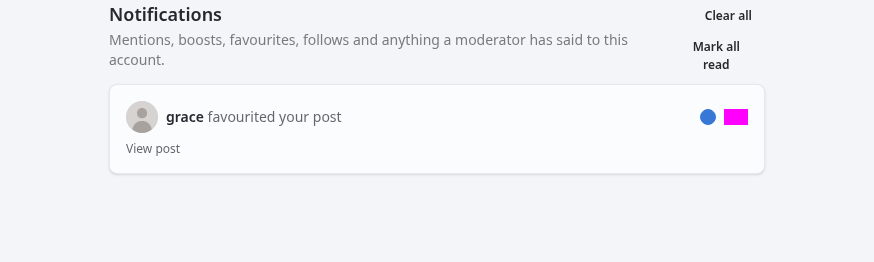 Notifications
Clear all
Mentions, boosts, favourites, follows and anything a moderator has said to this
account.
Mark all
read
grace favourited your post
View post